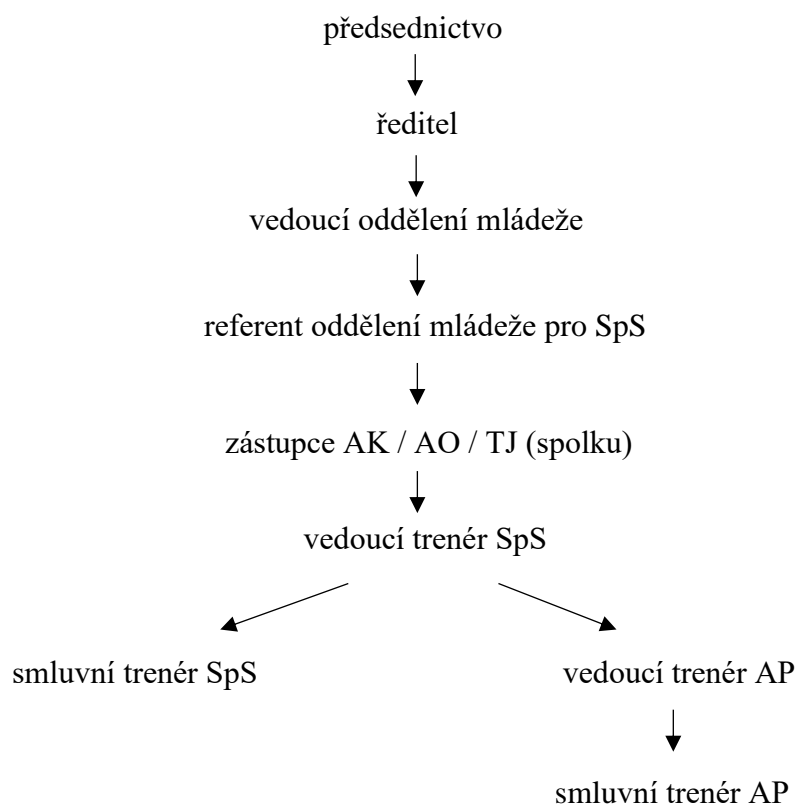 předsednictvo
ředitel
vedoucí oddělení mládeže
referent oddělení mládeže pro SpS
zástupce AK / AO / TJ (spolku)
vedoucí trenér SpS
smluvní trenér SpS
vedoucí trenér AP
smluvní trenér AP